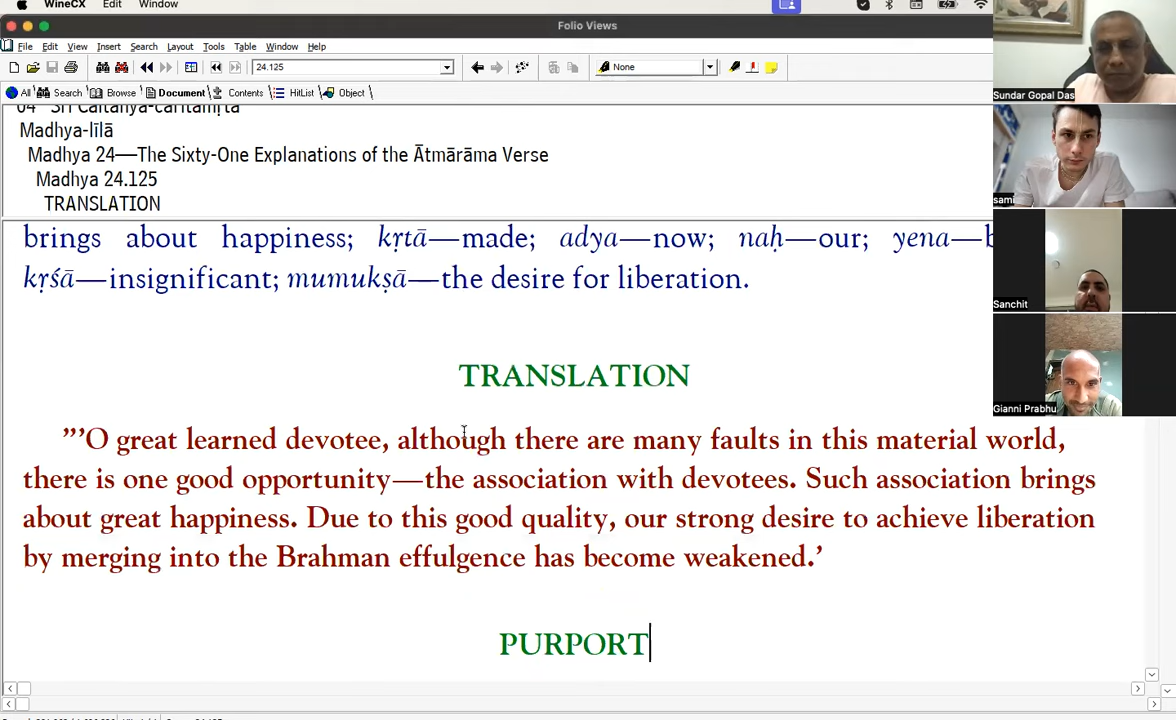 WineCX Edit Window
Folio Views
File Edit View Insert Search Layout Tools Table Window Help
24.125 None
All Search Browse Document Contents HitList Object
04 Śrī Caitanya-caritāmṛta
Madhya-līlā
Madhya 24—The Sixty-One Explanations of the Ātmārāma Verse
Madhya 24.125
TRANSLATION
brings about happiness; kṛtā—made; adya—now; naḥ—our; yena—b
kṛśā—insignificant; mumukṣā—the desire for liberation.
TRANSLATION
"'O great learned devotee, although there are many faults in this material world,
there is one good opportunity—the association with devotees. Such association brings
about great happiness. Due to this good quality, our strong desire to achieve liberation
by merging into the Brahman effulgence has become weakened.'
PURPORT
Sundar Gopal Das
sami
Sanchit
Gianni Prabhu